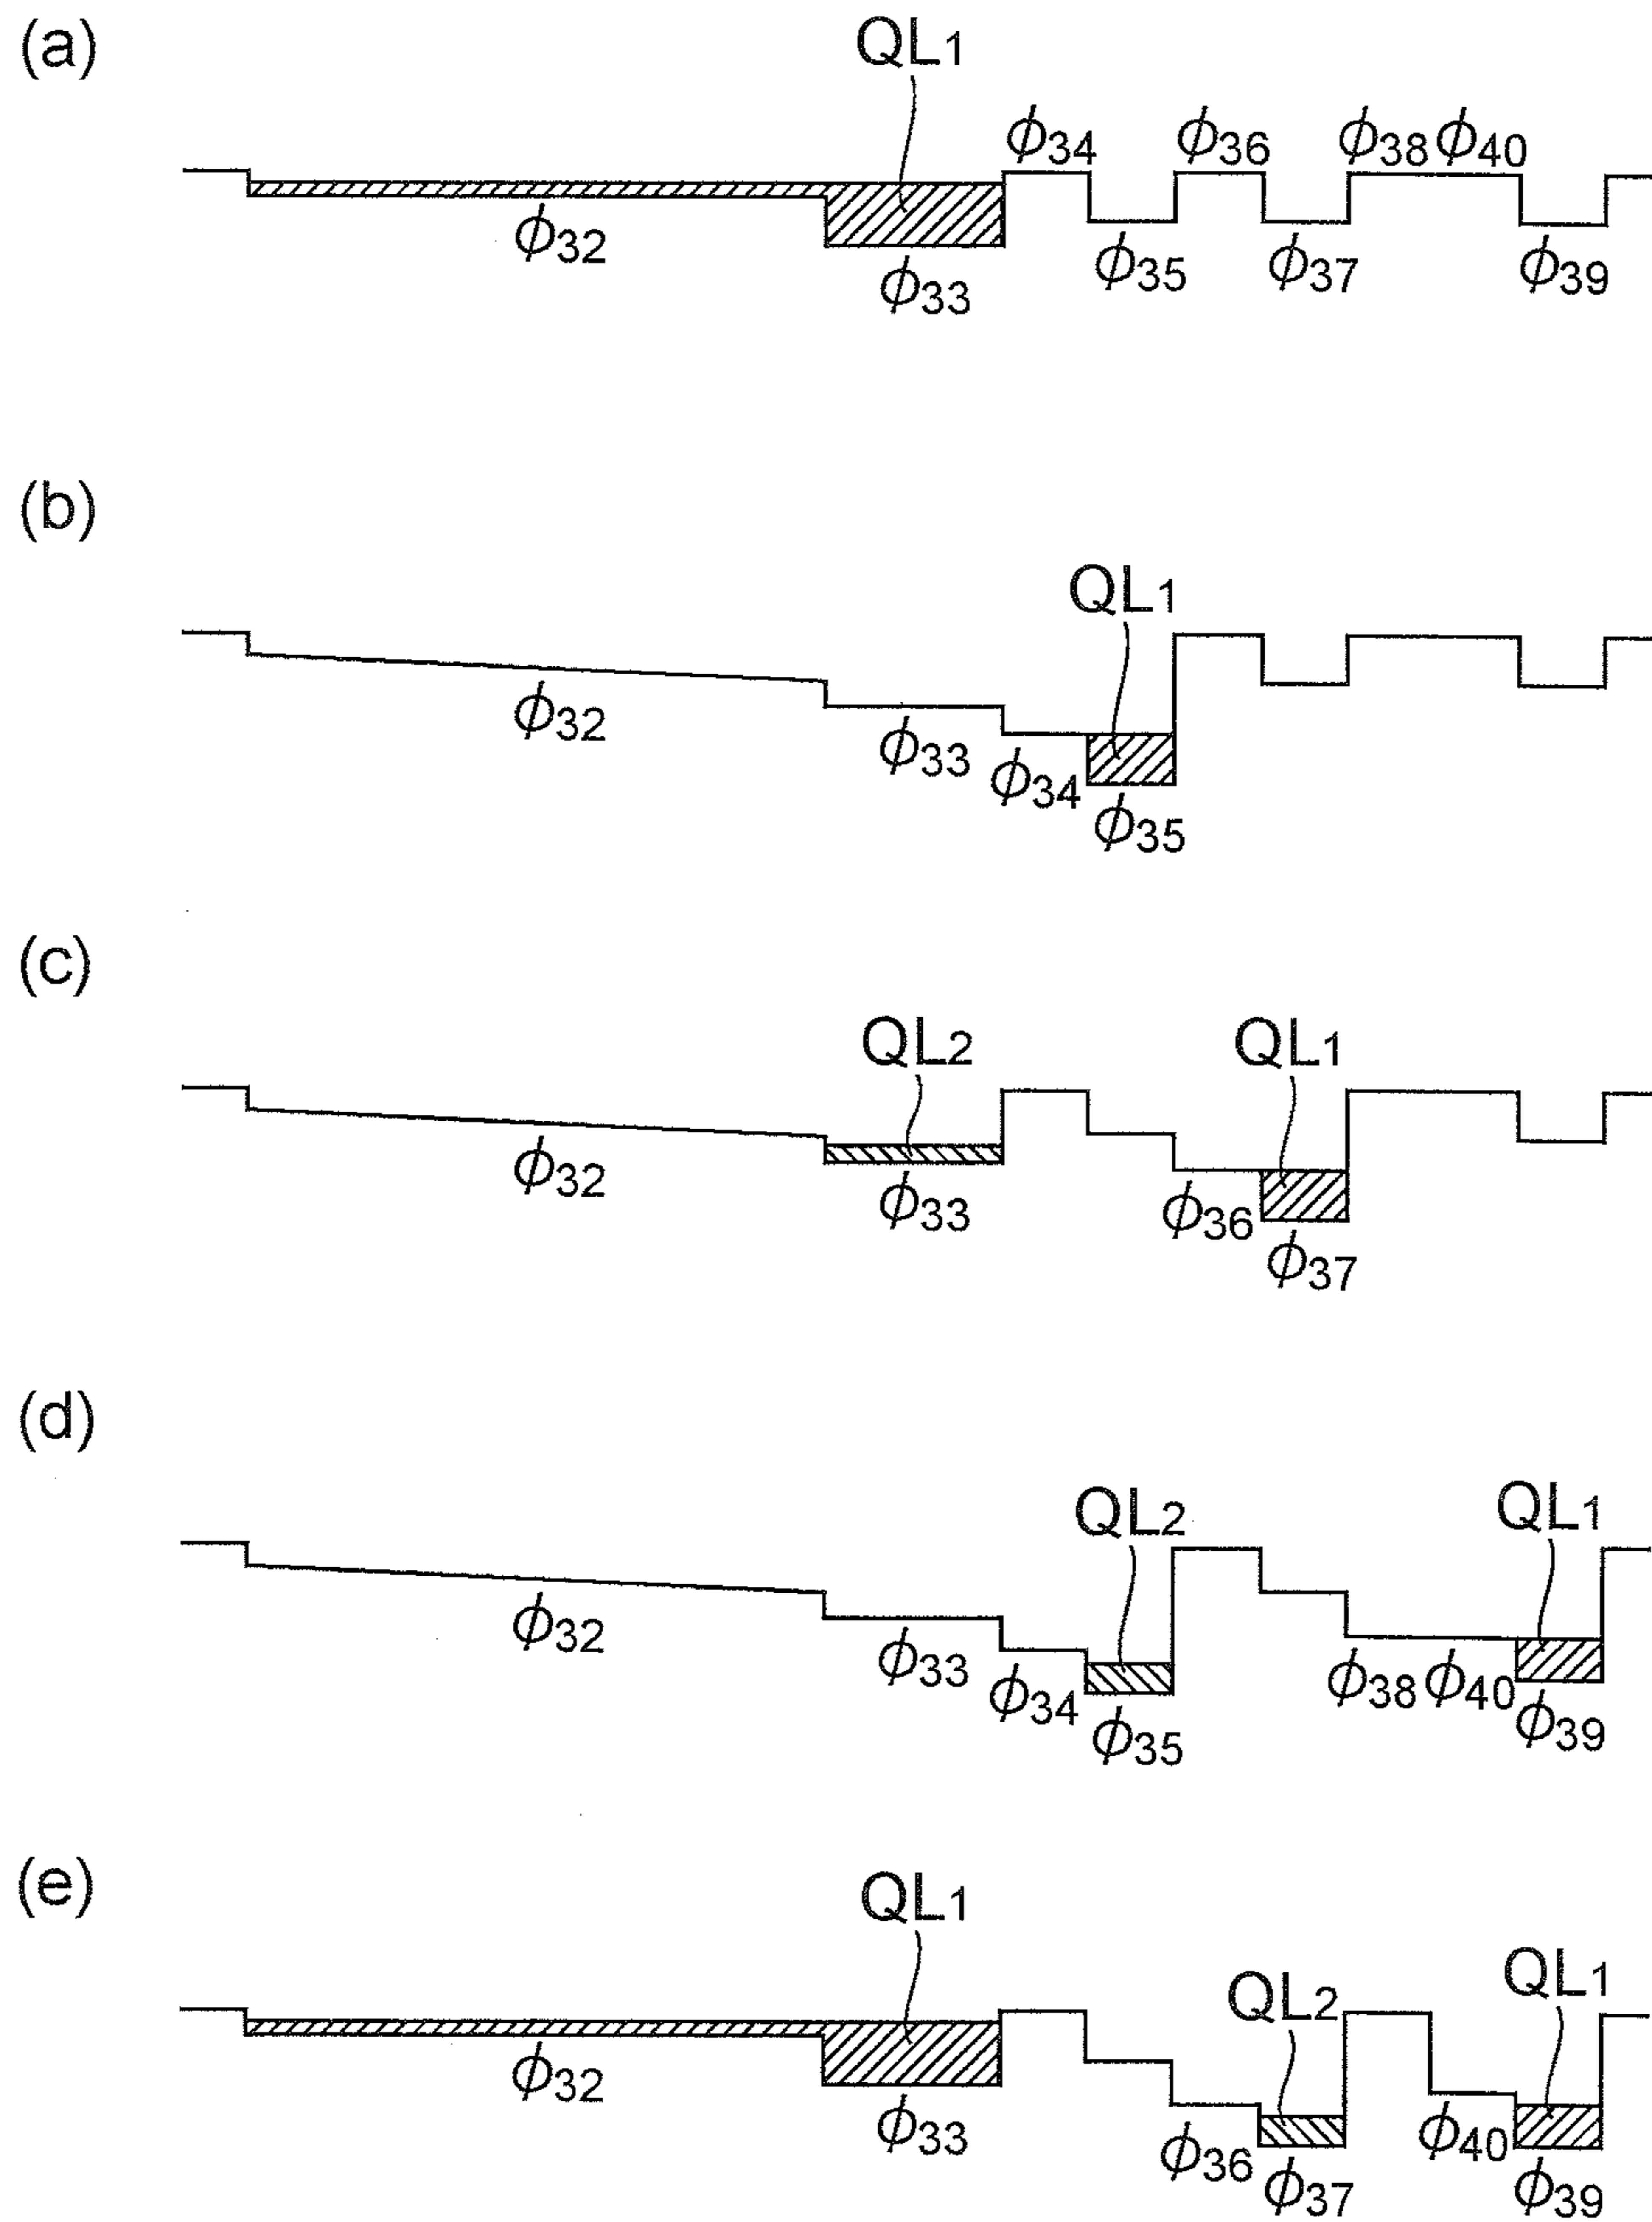 (a)
QL1
ϕ34 ϕ36 ϕ38 ϕ40
ϕ32 ϕ33 ϕ35 ϕ37 ϕ39
(b)
QL1
ϕ32 ϕ33 ϕ34 ϕ35
(c)
QL2 QL1
ϕ32 ϕ33 ϕ36 ϕ37
(d)
QL2 QL1
ϕ32 ϕ33 ϕ34 ϕ35 ϕ38 ϕ40 ϕ39
(e)
QL1 QL2 QL1
ϕ32 ϕ33 ϕ36 ϕ37 ϕ40 ϕ39